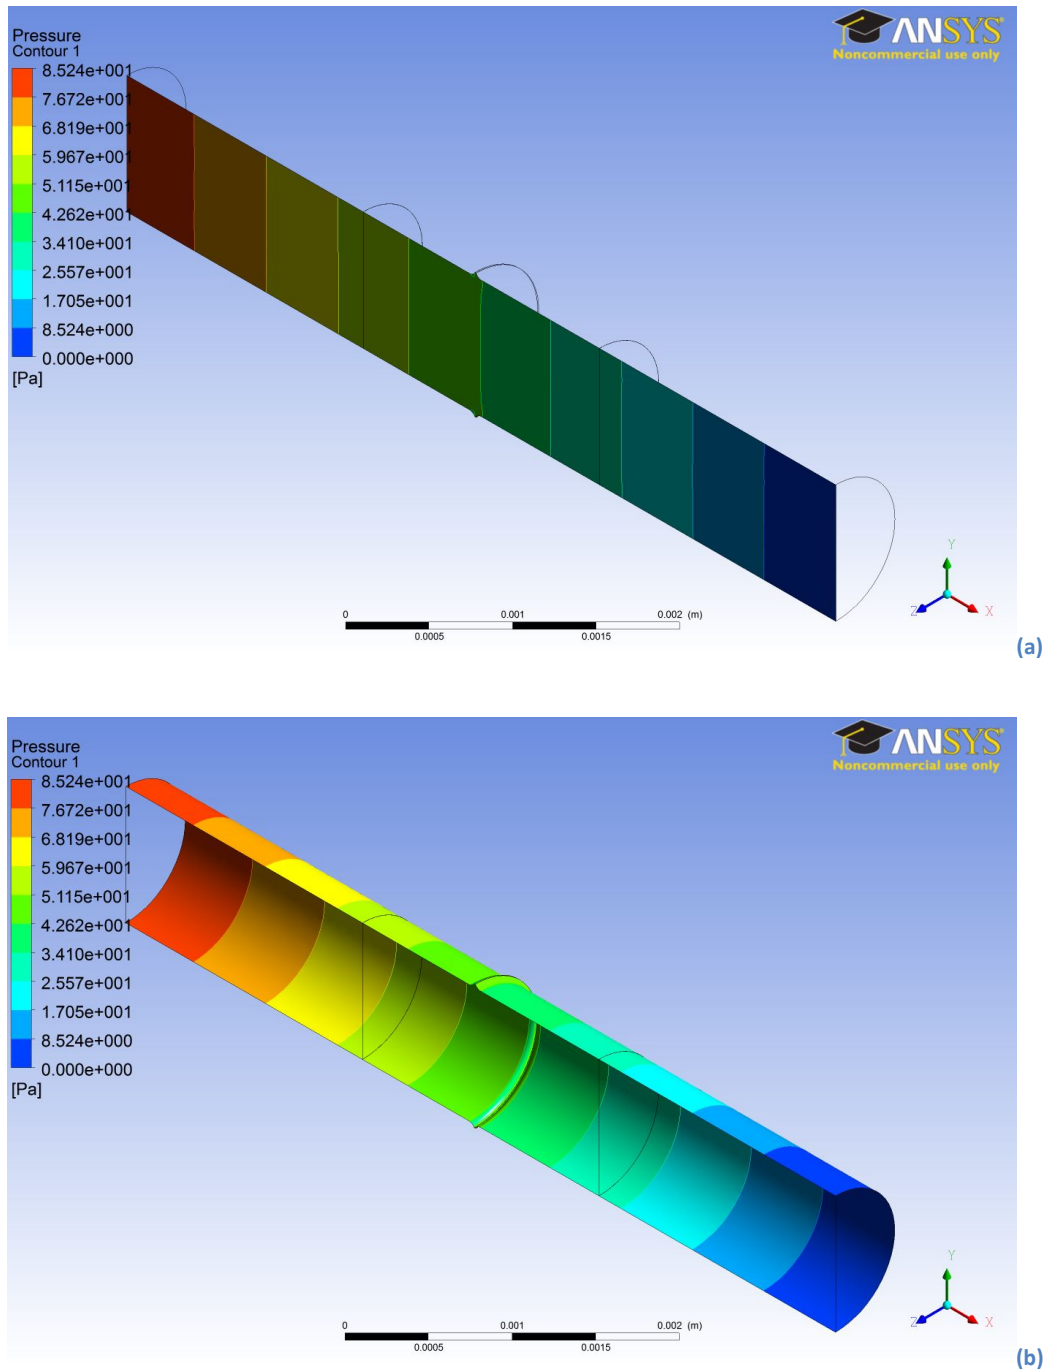 ANSYS
Noncommercial use only
Pressure
Contour 1
8.524e+001
7.672e+001
6.819e+001
5.967e+001
5.115e+001
4.262e+001
3.410e+001
2.557e+001
1.705e+001
8.524e+000
0.000e+000
[Pa]
Y
Z
X
0 0.001 0.002 (m)
0.0005 0.0015
(a)
ANSYS
Noncommercial use only
Pressure
Contour 1
8.524e+001
7.672e+001
6.819e+001
5.967e+001
5.115e+001
4.262e+001
3.410e+001
2.557e+001
1.705e+001
8.524e+000
0.000e+000
[Pa]
Y
Z
X
0 0.001 0.002 (m)
0.0005 0.0015
(b)